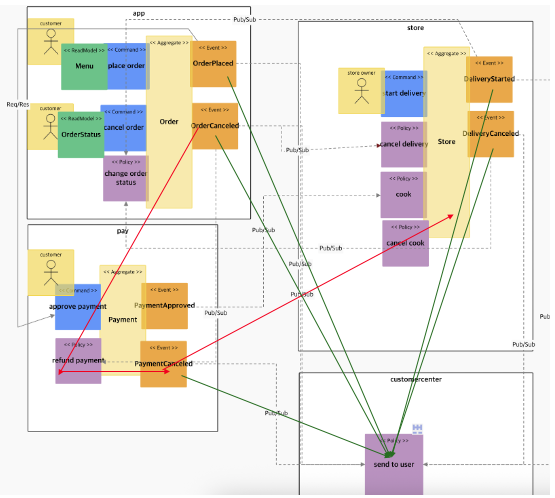 app
Pub/Sub
customer
<< ReadModel >>
Menu
<< Command >>
place order
<< Aggregate >>
Order
<< Event >>
OrderPlaced
Req/Res
customer
<< ReadModel >>
OrderStatus
<< Command >>
cancel order
<< Event >>
OrderCanceled
<< Policy >>
change order
status
store
store owner
<< Command >>
start delivery
<< Aggregate >>
Store
<< Event >>
DeliveryStarted
<< Policy >>
cancel delivery
<< Event >>
DeliveryCanceled
Pub/Sub
<< Policy >>
cook
<< Policy >>
cancel cook
Pub/Sub
Pub/Sub
Pub/Sub
Pub/Sub
pay
customer
<< Command >>
approve payment
<< Aggregate >>
Payment
<< Event >>
PaymentApproved
Pub/Sub
<< Policy >>
refund payment
<< Event >>
PaymentCanceled
Pub/Sub
Pub/Sub
Pub
customercenter
<< Policy >>
send to user